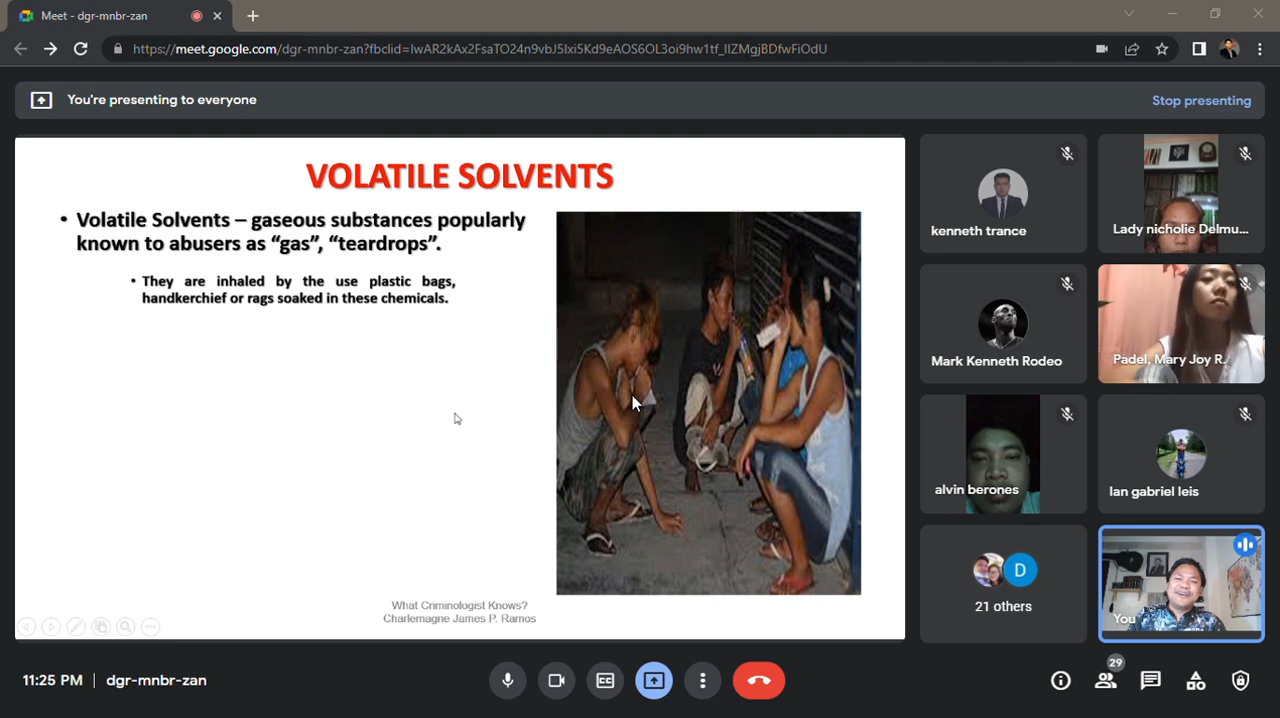 Meet - dgr-mnbr-zan
https://meet.google.com/dgr-mnbr-zan?fbclid=IwAR2kAx2FsaTO24n9vbJ5lxi5Kd9eAOS6OL3oi9hw1tf_lIZMgjBDfwFiOdU
You're presenting to everyone
Stop presenting
VOLATILE SOLVENTS
• Volatile Solvents – gaseous substances popularly
known to abusers as “gas”, “teardrops”.
• They are inhaled by the use plastic bags,
handkerchief or rags soaked in these chemicals.
What Criminologist Knows?
Charlemagne James P. Ramos
kenneth trance
Lady nicholie Delmu...
Mark Kenneth Rodeo
Padel, Mary Joy R.
alvin berones
Ian gabriel leis
D
21 others
You
11:25 PM | dgr-mnbr-zan
29